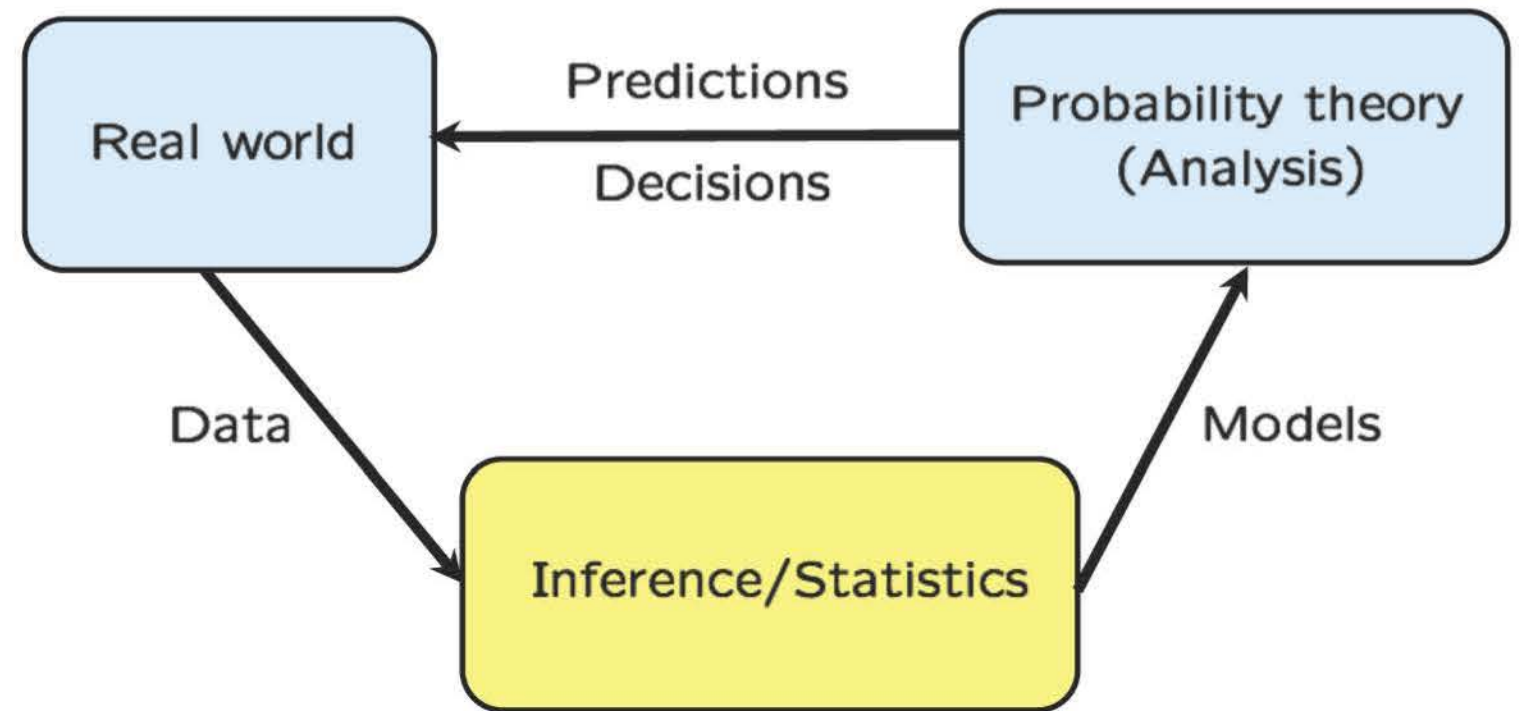 Real world
Predictions
Decisions
Probability theory
(Analysis)
Data
Models
Inference/Statistics